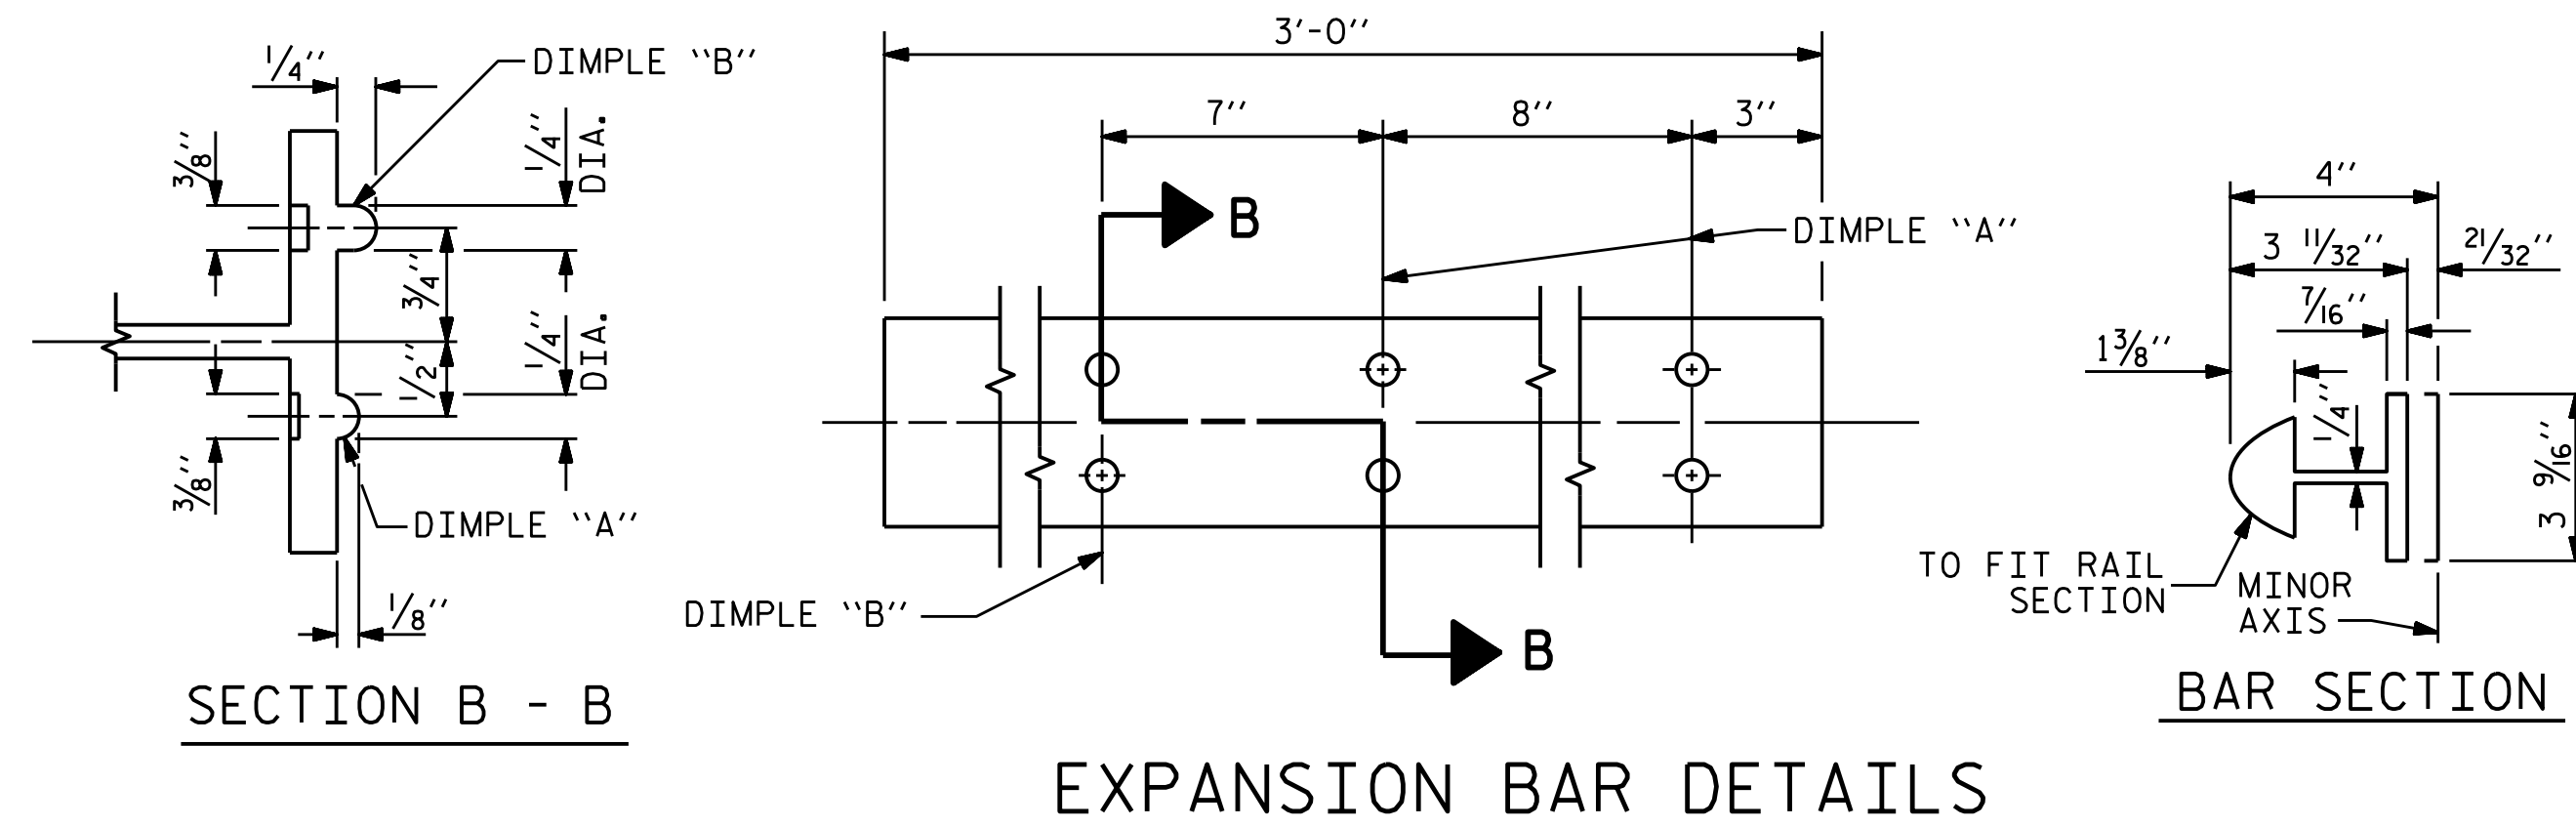 1/4"
DIMPLE "B"
3/8"
1/4"
DIA.
3/4"
1/2"
1/4"
DIA.
3/8"
DIMPLE "A"
1/8"
SECTION B - B
3'-0"
7"
8"
3"
B
DIMPLE "A"
DIMPLE "B"
B
EXPANSION BAR DETAILS
4"
3 11/32"
21/32"
7/16"
1 3/8"
1/4"
3 9/16"
TO FIT RAIL
SECTION
MINOR
AXIS
BAR SECTION